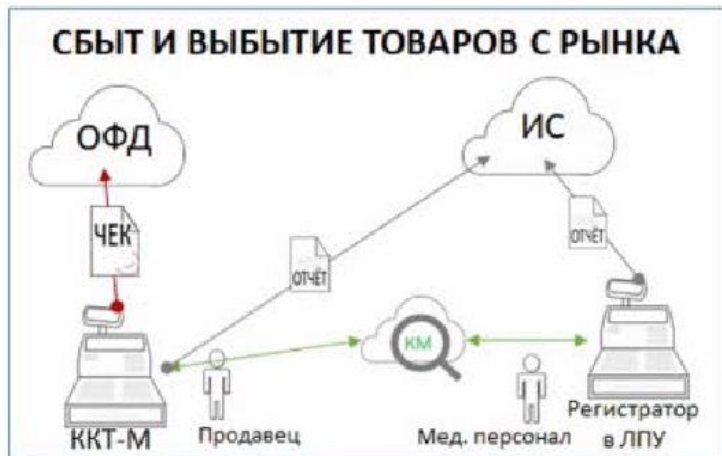 СБЫТ И ВЫБЫТИЕ ТОВАРОВ С РЫНКА
ОФД
ИС
ЧЕК
ОТЧЁТ
ОТЧЁТ
КМ
ККТ-М
Продавец
Мед. персонал
Регистратор
в ЛПУ